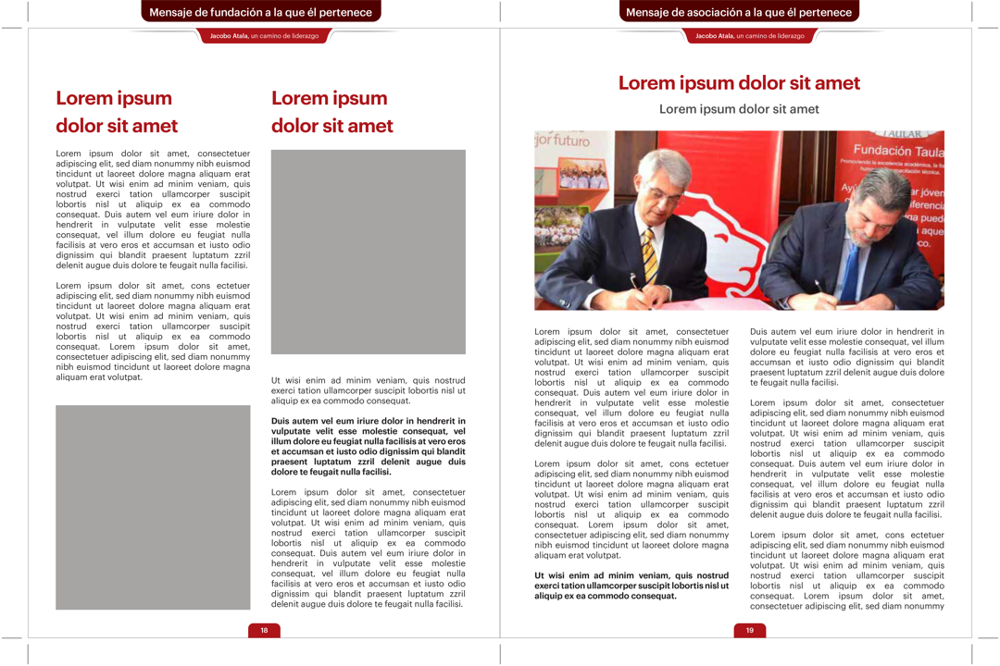 Mensaje de fundación a la que él pertenece
Jacobo Atala, un camino de liderazgo
Lorem ipsum
dolor sit amet
Lorem ipsum dolor sit amet, consectetuer
adipiscing elit, sed diam nonummy nibh euismod
tincidunt ut laoreet dolore magna aliquam erat
volutpat. Ut wisi enim ad minim veniam, quis
nostrud exerci tation ullamcorper suscipit
lobortis nisl ut aliquip ex ea commodo
consequat. Duis autem vel eum iriure dolor in
hendrerit in vulputate velit esse molestie
consequat, vel illum dolore eu feugiat nulla
facilisis at vero eros et accumsan et iusto odio
dignissim qui blandit praesent luptatum zzril
delenit augue duis dolore te feugait nulla facilisi.
Lorem ipsum dolor sit amet, cons ectetuer
adipiscing elit, sed diam nonummy nibh euismod
tincidunt ut laoreet dolore magna aliquam erat
volutpat. Ut wisi enim ad minim veniam, quis
nostrud exerci tation ullamcorper suscipit
lobortis nisl ut aliquip ex ea commodo
consequat. Lorem ipsum dolor sit amet,
consectetuer adipiscing elit, sed diam nonummy
nibh euismod tincidunt ut laoreet dolore magna
aliquam erat volutpat.
Lorem ipsum
dolor sit amet
Ut wisi enim ad minim veniam, quis nostrud
exerci tation ullamcorper suscipit lobortis nisl ut
aliquip ex ea commodo consequat.
Duis autem vel eum iriure dolor in hendrerit in
vulputate velit esse molestie consequat, vel
illum dolore eu feugiat nulla facilisis at vero eros
et accumsan et iusto odio dignissim qui blandit
praesent luptatum zzril delenit augue duis
dolore te feugait nulla facilisi.
Lorem ipsum dolor sit amet, consectetuer
adipiscing elit, sed diam nonummy nibh euismod
tincidunt ut laoreet dolore magna aliquam erat
volutpat. Ut wisi enim ad minim veniam, quis
nostrud exerci tation ullamcorper suscipit
lobortis nisl ut aliquip ex ea commodo
consequat. Duis autem vel eum iriure dolor in
hendrerit in vulputate velit esse molestie
consequat, vel illum dolore eu feugiat nulla
facilisis at vero eros et accumsan et iusto odio
dignissim qui blandit praesent luptatum zzril
delenit augue duis dolore te feugait nulla facilisi.
18
Mensaje de asociación a la que él pertenece
Jacobo Atala, un camino de liderazgo
Lorem ipsum dolor sit amet
Lorem ipsum dolor sit amet
jor futuro
TAULAR
Fundación Taula
Promoviendo la excelencia académica, la fo
Lorem ipsum dolor sit amet, consectetuer
adipiscing elit, sed diam nonummy nibh euismod
tincidunt ut laoreet dolore magna aliquam erat
volutpat. Ut wisi enim ad minim veniam, quis
nostrud exerci tation ullamcorper suscipit
lobortis nisl ut aliquip ex ea commodo
consequat. Duis autem vel eum iriure dolor in
hendrerit in vulputate velit esse molestie
consequat, vel illum dolore eu feugiat nulla
facilisis at vero eros et accumsan et iusto odio
dignissim qui blandit praesent luptatum zzril
delenit augue duis dolore te feugait nulla facilisi.
Lorem ipsum dolor sit amet, cons ectetuer
adipiscing elit, sed diam nonummy nibh euismod
tincidunt ut laoreet dolore magna aliquam erat
volutpat. Ut wisi enim ad minim veniam, quis
nostrud exerci tation ullamcorper suscipit
lobortis nisl ut aliquip ex ea commodo
consequat. Lorem ipsum dolor sit amet,
consectetuer adipiscing elit, sed diam nonummy
nibh euismod tincidunt ut laoreet dolore magna
aliquam erat volutpat.
Ut wisi enim ad minim veniam, quis nostrud
exerci tation ullamcorper suscipit lobortis nisl ut
aliquip ex ea commodo consequat.
Duis autem vel eum iriure dolor in hendrerit in
vulputate velit esse molestie consequat, vel illum
dolore eu feugiat nulla facilisis at vero eros et
accumsan et iusto odio dignissim qui blandit
praesent luptatum zzril delenit augue duis dolore
te feugait nulla facilisi.
Lorem ipsum dolor sit amet, consectetuer
adipiscing elit, sed diam nonummy nibh euismod
tincidunt ut laoreet dolore magna aliquam erat
volutpat. Ut wisi enim ad minim veniam, quis
nostrud exerci tation ullamcorper suscipit
lobortis nisl ut aliquip ex ea commodo
consequat. Duis autem vel eum iriure dolor in
hendrerit in vulputate velit esse molestie
consequat, vel illum dolore eu feugiat nulla
facilisis at vero eros et accumsan et iusto odio
dignissim qui blandit praesent luptatum zzril
delenit augue duis dolore te feugait nulla facilisi.
Lorem ipsum dolor sit amet, cons ectetuer
adipiscing elit, sed diam nonummy nibh euismod
tincidunt ut laoreet dolore magna aliquam erat
volutpat. Ut wisi enim ad minim veniam, quis
nostrud exerci tation ullamcorper suscipit
lobortis nisl ut aliquip ex ea commodo
consequat. Lorem ipsum dolor sit amet,
consectetuer adipiscing elit, sed diam nonummy
19